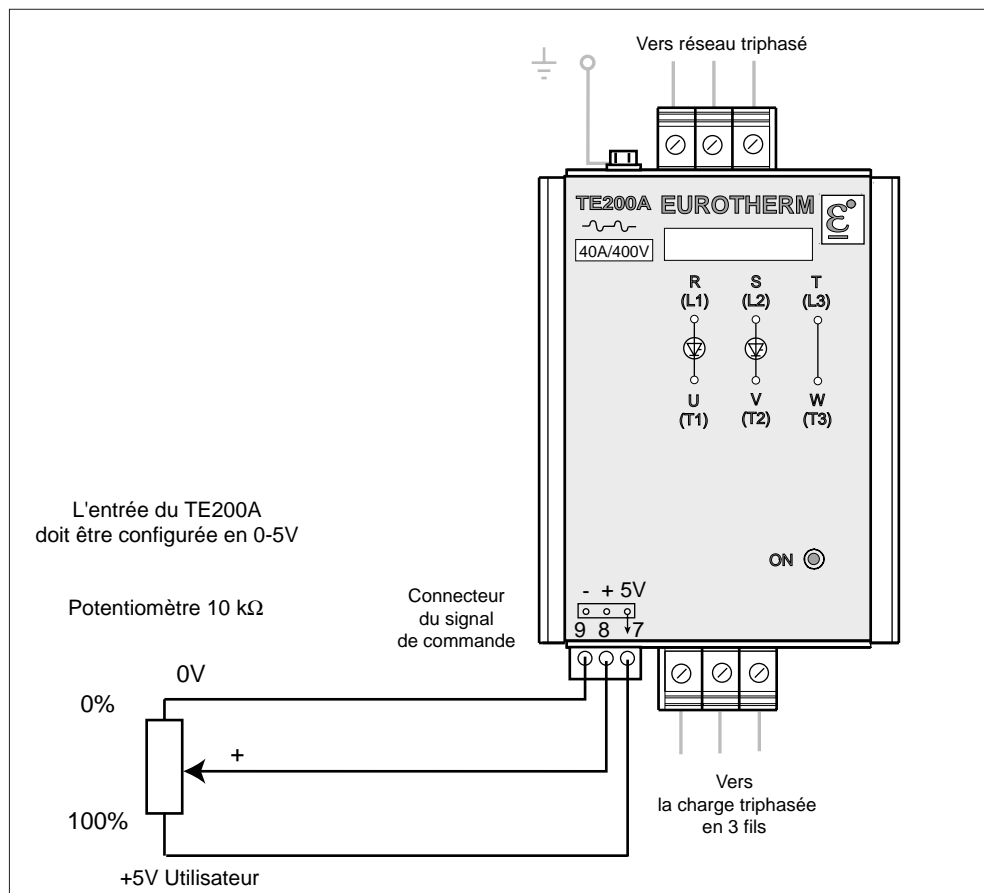 Vers réseau triphasé
TE200A EUROTHERM
40A/400V
R S T
(L1) (L2) (L3)
U V W
(T1) (T2) (T3)
L'entrée du TE200A
doit être configurée en 0-5V
ON
Potentiomètre 10 kΩ
Connecteur
du signal
de commande
- + 5V
9 8 7
0V
0%
+
100%
+5V Utilisateur
Vers
la charge triphasée
en 3 fils